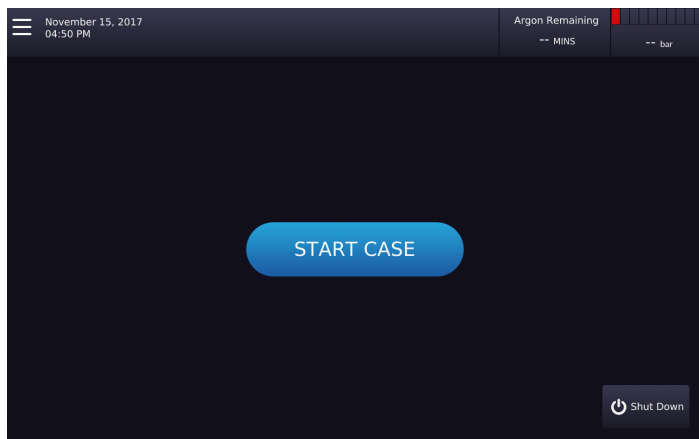 November 15, 2017
04:50 PM
Argon Remaining
-- MINS
-- bar
START CASE
Shut Down